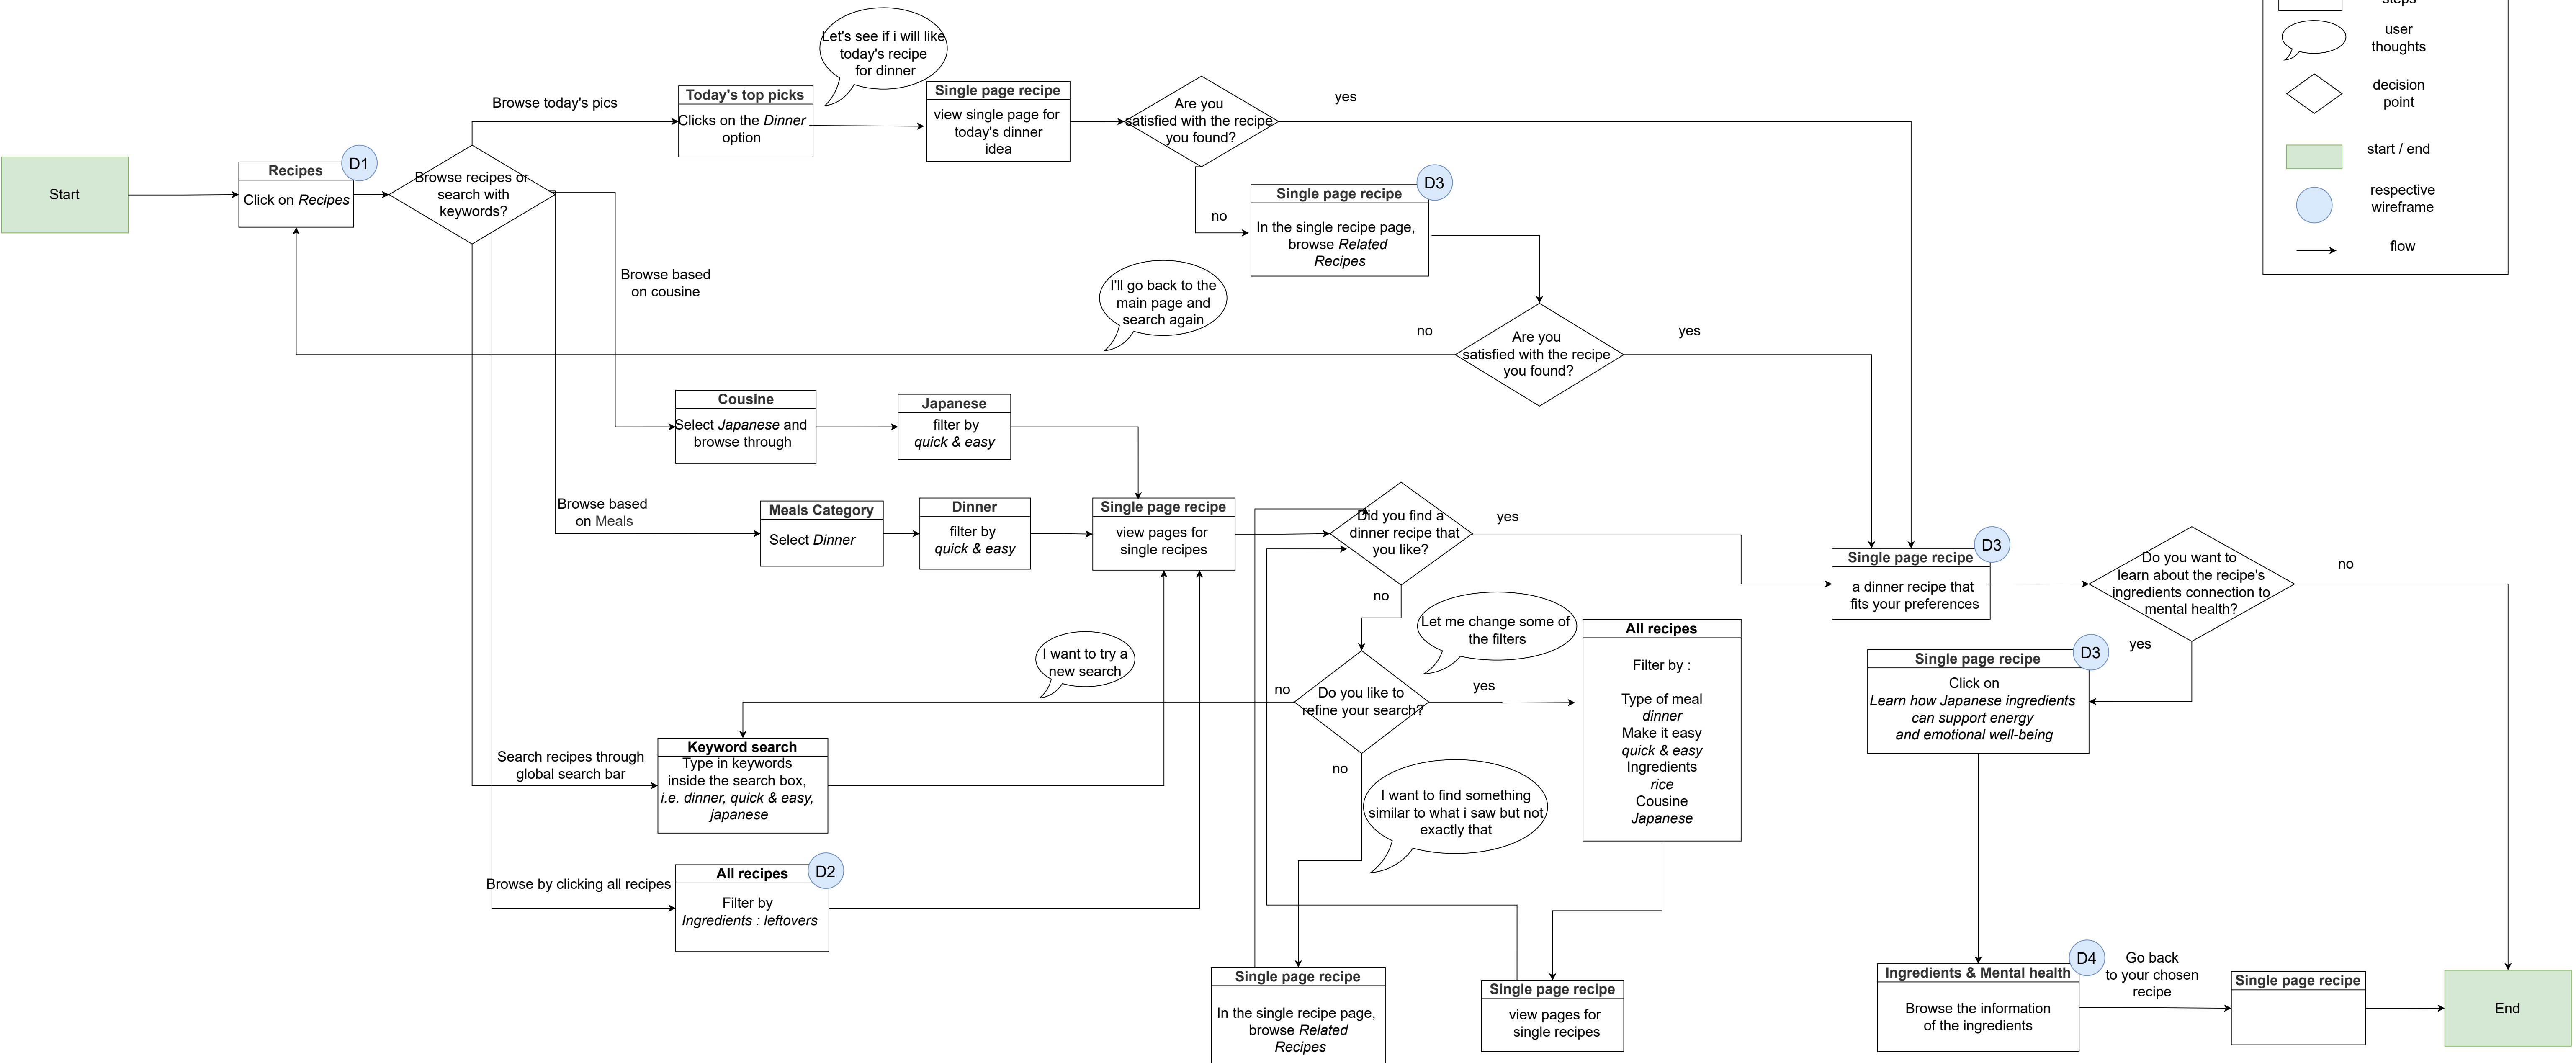 steps
user
thoughts
decision
point
start / end
respective
wireframe
flow
Start
Recipes
D1
Click on Recipes
Browse recipes or
search with
keywords?
Browse today's pics
Today's top picks
Clicks on the Dinner
option
Let's see if i will like
today's recipe
for dinner
Single page recipe
view single page for
today's dinner
idea
Are you
satisfied with the recipe
you found?
yes
no
Single page recipe
D3
In the single recipe page,
browse Related
Recipes
I'll go back to the
main page and
search again
no
Are you
satisfied with the recipe
you found?
yes
Browse based
on cousine
Cousine
Select Japanese and
browse through
Japanese
filter by
quick & easy
Browse based
on Meals
Meals Category
Select Dinner
Dinner
filter by
quick & easy
Single page recipe
view pages for
single recipes
Did you find a
dinner recipe that
you like?
yes
no
Single page recipe
D3
a dinner recipe that
fits your preferences
Do you want to
learn about the recipe's
ingredients connection to
mental health?
no
yes
Let me change some of
the filters
I want to try a
new search
no
Do you like to
refine your search?
yes
no
All recipes
Filter by :
Type of meal
dinner
Make it easy
quick & easy
Ingredients
rice
Cousine
Japanese
Single page recipe
D3
Click on
Learn how Japanese ingredients
can support energy
and emotional well-being
Search recipes through
global search bar
Keyword search
Type in keywords
inside the search box,
i.e. dinner, quick & easy,
japanese
I want to find something
similar to what i saw but not
exactly that
Browse by clicking all recipes
All recipes
D2
Filter by
Ingredients : leftovers
Single page recipe
In the single recipe page,
browse Related
Recipes
Single page recipe
view pages for
single recipes
Ingredients & Mental health
D4
Browse the information
of the ingredients
Go back
to your chosen
recipe
Single page recipe
End